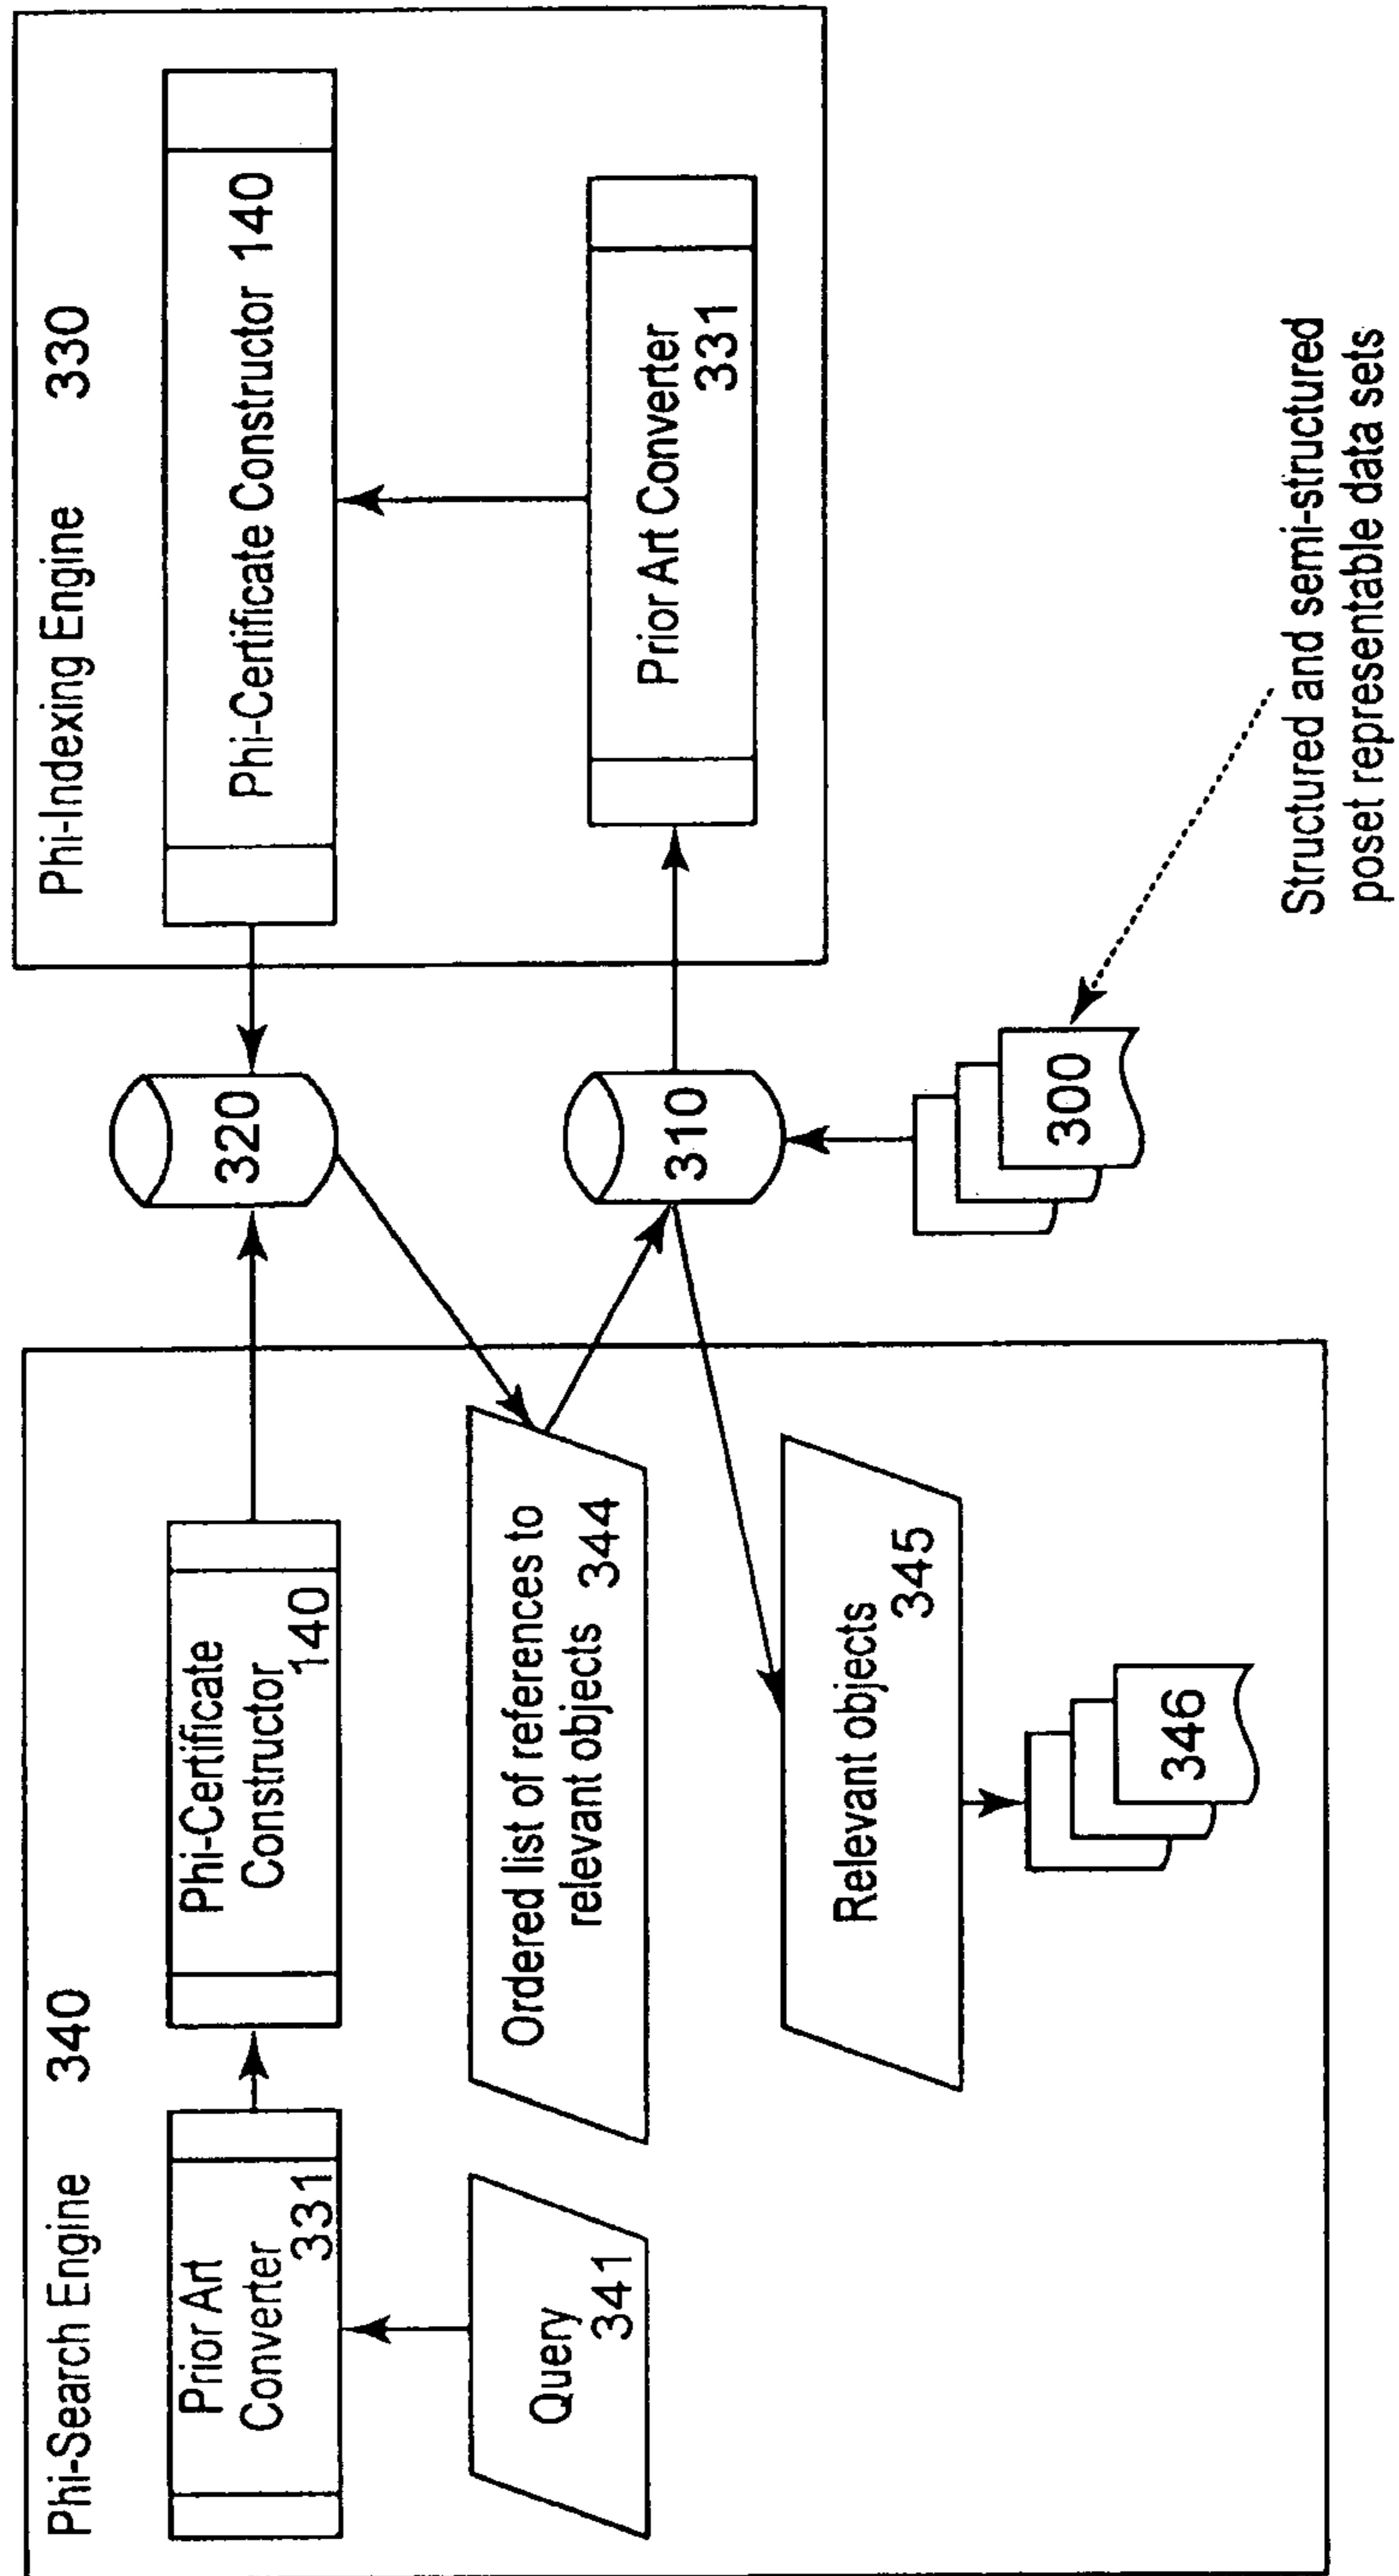 Phi-Search Engine 340
Prior Art
Converter
331
Phi-Certificate
Constructor
140
Query
341
Ordered list of references to
relevant objects 344
Relevant objects
345
346
320
310
300
Phi-Indexing Engine 330
Phi-Certificate Constructor 140
Prior Art Converter
331
Structured and semi-structured
poset representable data sets